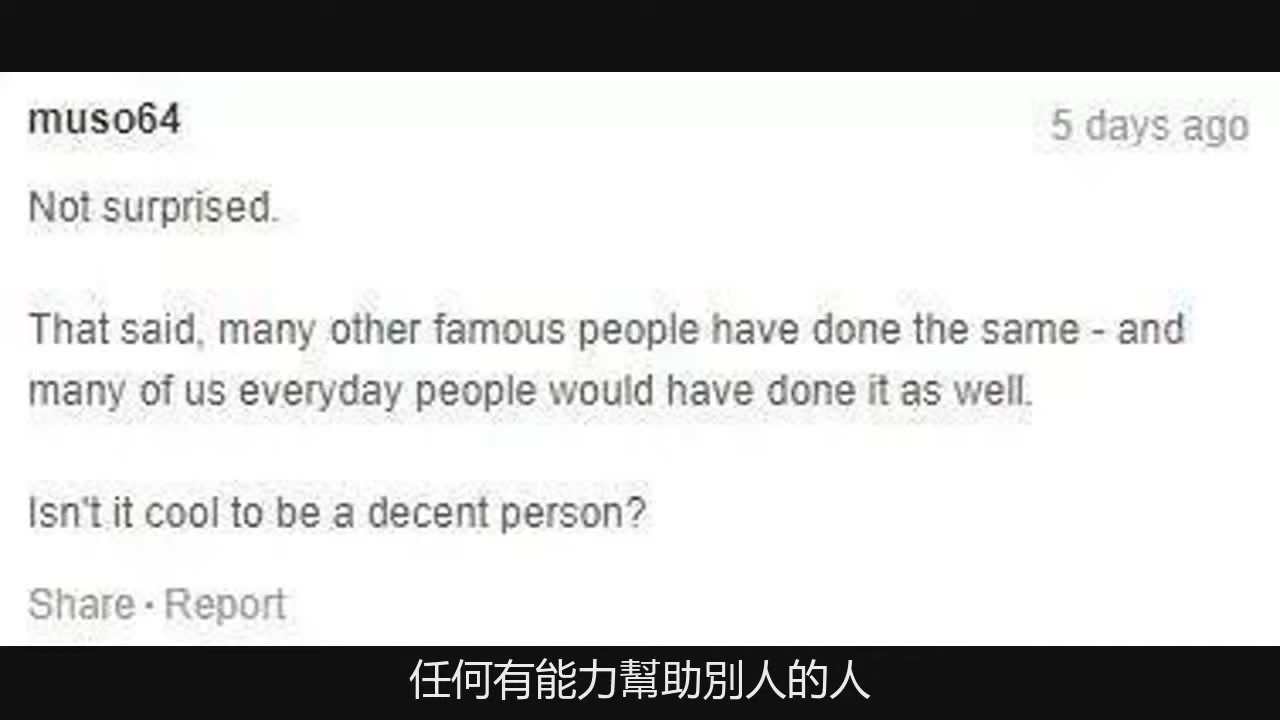 muso64
5 days ago
Not surprised.
That said, many other famous people have done the same - and
many of us everyday people would have done it as well.
Isn't it cool to be a decent person?
Share · Report
任何有能力幫助別人的人